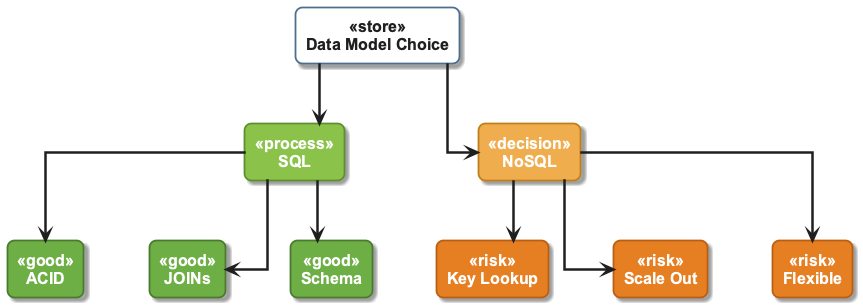 «store»
Data Model Choice
«process»
SQL
«decision»
NoSQL
«good»
ACID
«good»
JOINs
«good»
Schema
«risk»
Key Lookup
«risk»
Scale Out
«risk»
Flexible